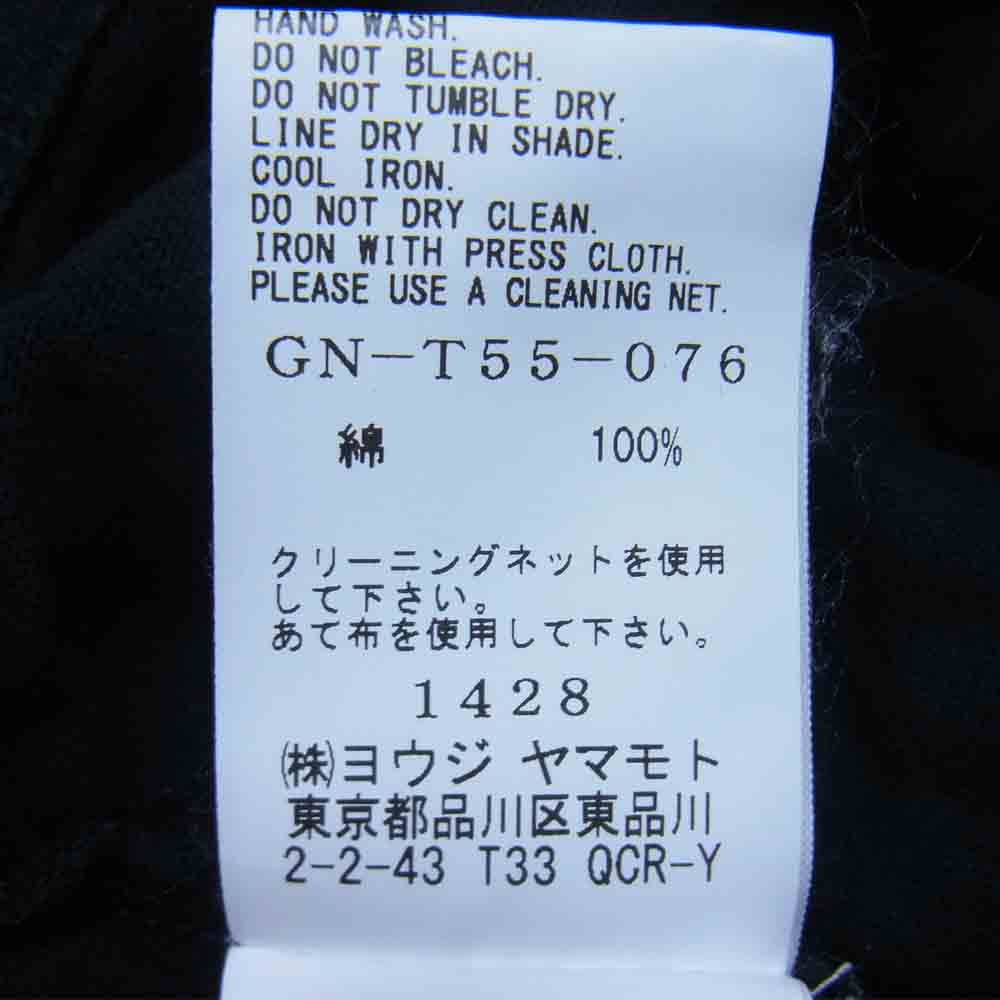 HAND WASH.
DO NOT BLEACH.
DO NOT TUMBLE DRY.
LINE DRY IN SHADE.
COOL IRON.
DO NOT DRY CLEAN.
IRON WITH PRESS CLOTH.
PLEASE USE A CLEANING NET.
GN-T55-076
綿 100%
クリーニングネットを使用
して下さい。
あて布を使用して下さい。
1428
㈱ヨウジ ヤマモト
東京都品川区東品川
2-2-43 T33 QCR-Y